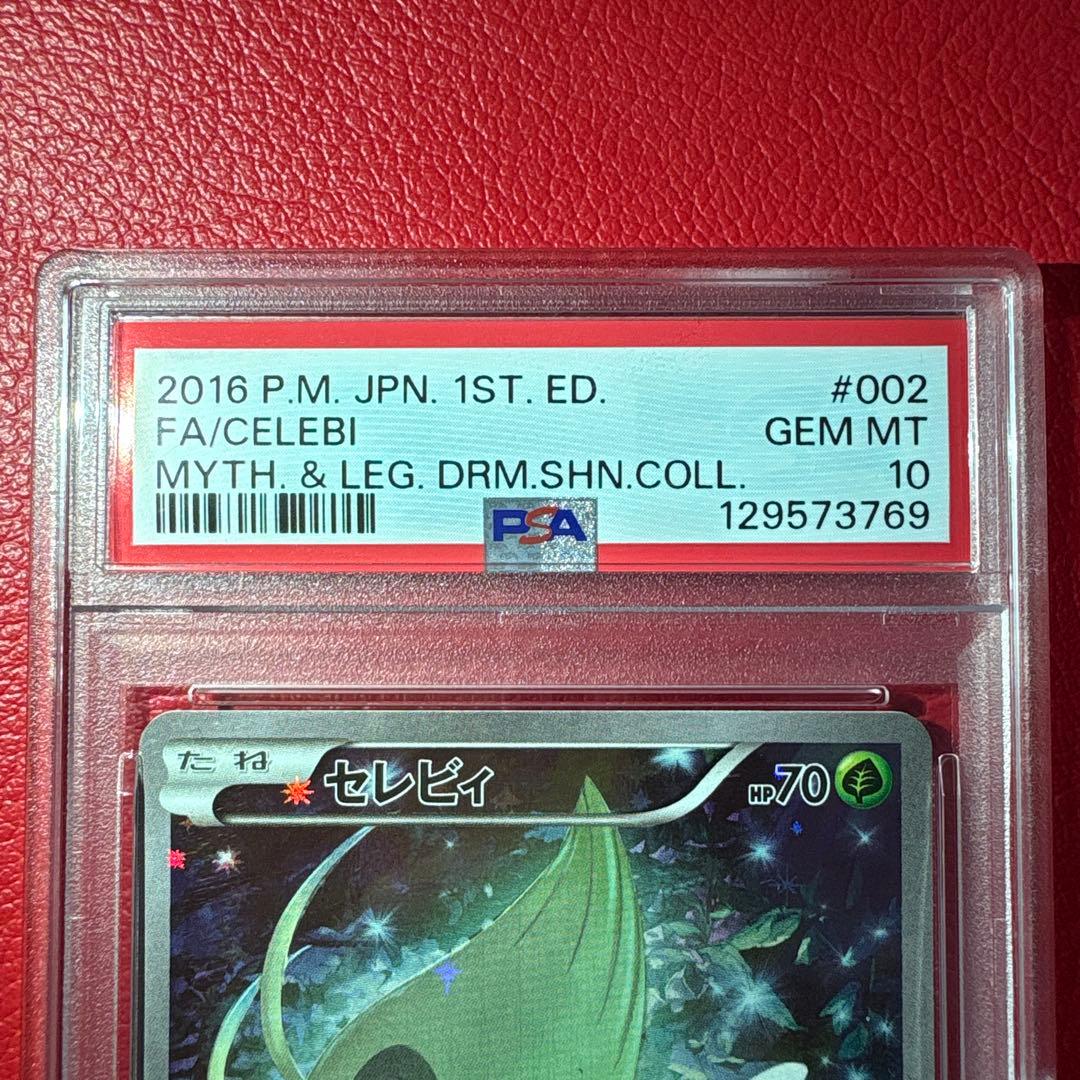 2016 P.M. JPN. 1ST. ED. #002
FA/CELEBI GEM MT
MYTH. & LEG. DRM.SHN.COLL. 10
PSA 129573769
たね セレビィ HP70